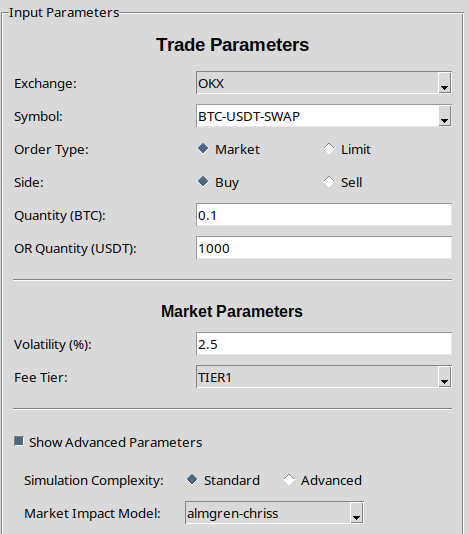 Input Parameters
Trade Parameters
Exchange: OKX
Symbol: BTC-USDT-SWAP
Order Type: Market Limit
Side: Buy Sell
Quantity (BTC): 0.1
OR Quantity (USDT): 1000
Market Parameters
Volatility (%): 2.5
Fee Tier: TIER1
Show Advanced Parameters
Simulation Complexity: Standard Advanced
Market Impact Model: almgren-chriss